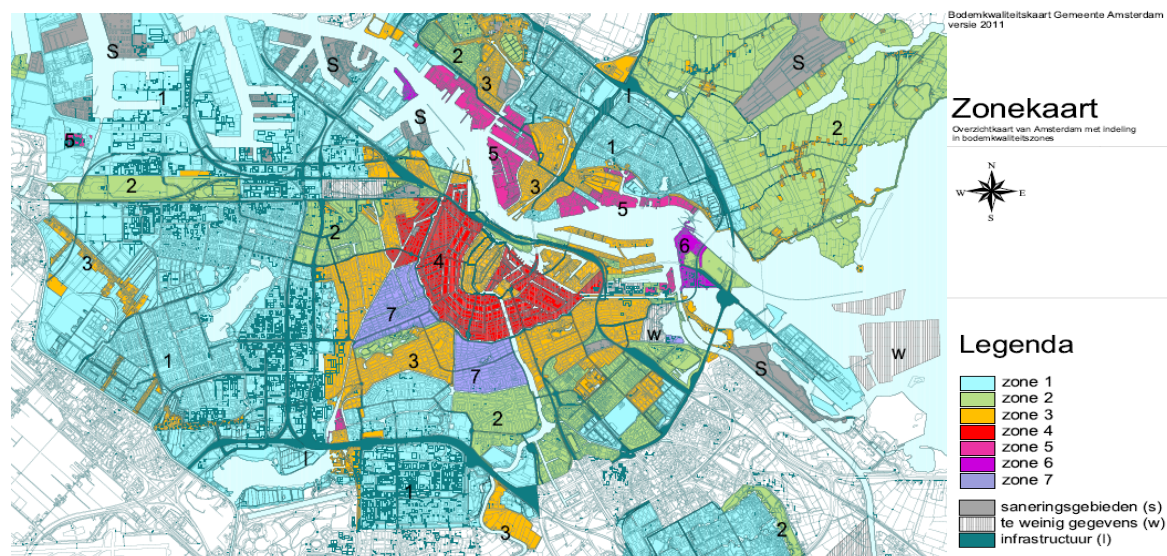 Bodemkwaliteitskaart Gemeente Amsterdam
versie 2011
Zonekaart
Overzichtkaart van Amsterdam met indeling
in bodemkwaliteitszones
N
W E
S
Legenda
zone 1
zone 2
zone 3
zone 4
zone 5
zone 6
zone 7
saneringsgebieden (s)
te weinig gegevens (w)
infrastructuur (I)
S
S
2
3
I
S
1
S
2
5
5
1
2
3
5
2
6
3
4
7
1
w
w
3
7
S
2
I
1
3
2